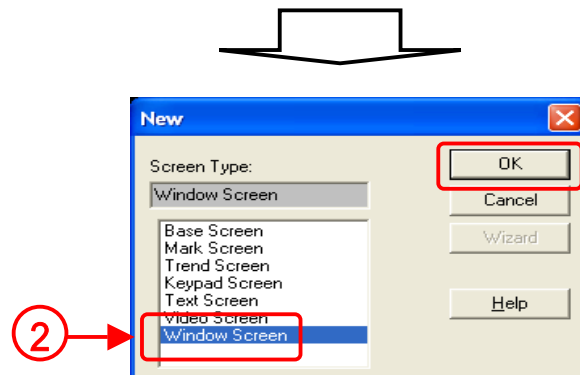 New
Screen Type:
Window Screen
Base Screen
Mark Screen
Trend Screen
Keypad Screen
Text Screen
Video Screen
Window Screen
OK
Cancel
Wizard
Help
2